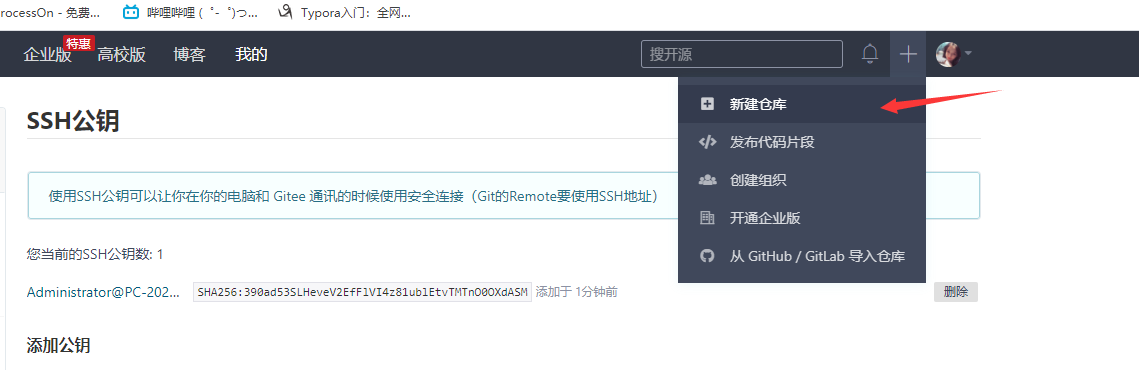 rocessOn - 免费... 哔哩哔哩 ( ゜- ゜)つ... Typora入门：全网...
特惠
企业版 高校版 博客 我的 搜开源
新建仓库
SSH公钥
发布代码片段
创建组织
使用SSH公钥可以让你在你的电脑和 Gitee 通讯的时候使用安全连接（Git的Remote要使用SSH地址）
开通企业版
您当前的SSH公钥数: 1
从 GitHub / GitLab 导入仓库
Administrator@PC-202... SHA256:390ad53SLHeveV2EfFlVI4z81ublEtvTMTnO0OXdASM 添加于 1分钟前 删除
添加公钥